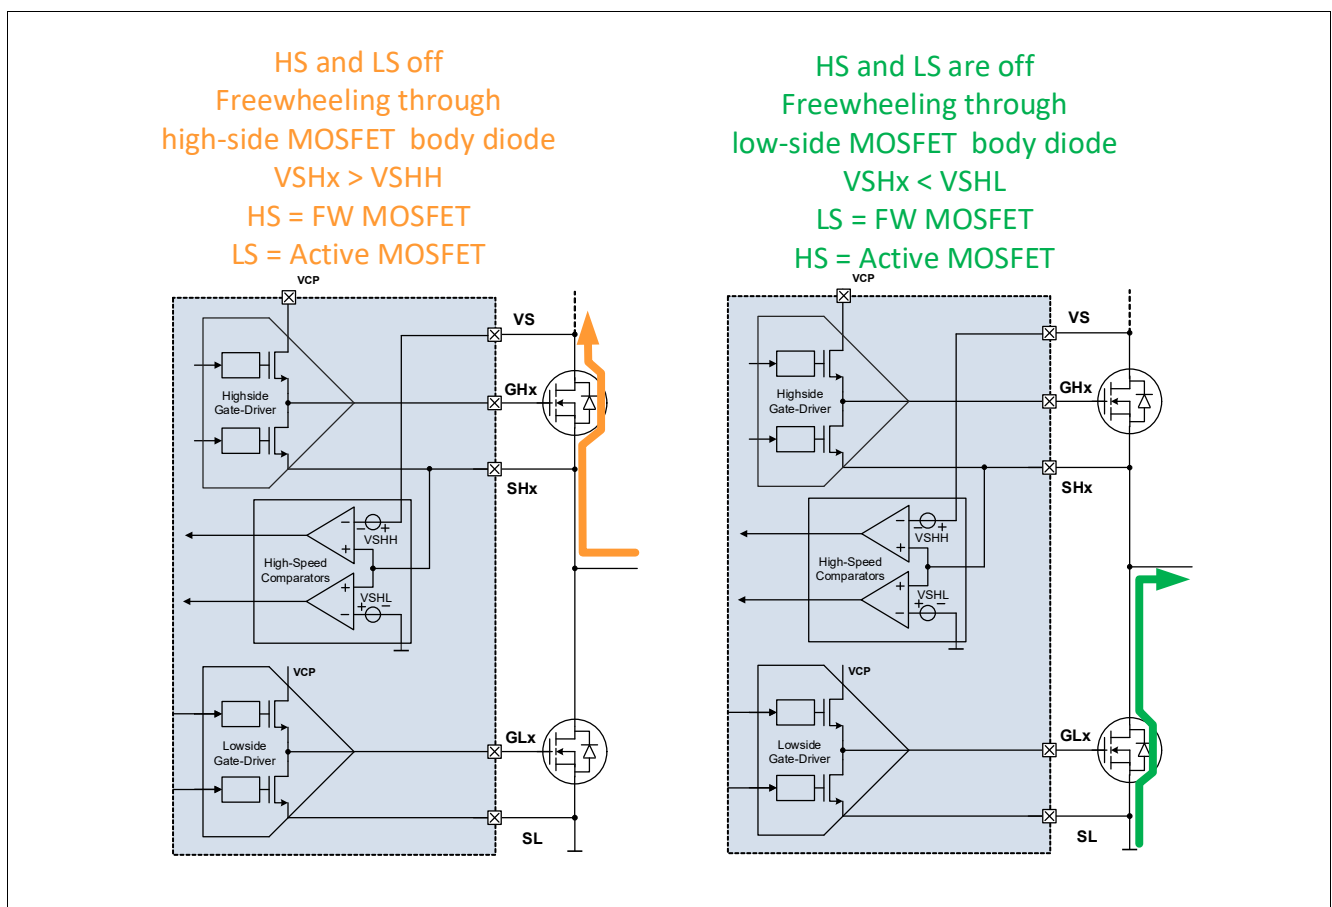 HS and LS off
Freewheeling through
high-side MOSFET body diode
VSHx > VSHH
HS = FW MOSFET
LS = Active MOSFET
VCP
VS
Highside
Gate-Driver
GHx
SHx
− − +
VSHH
+
High-Speed
Comparators
+
VSHL
+ −
−
VCP
Lowside
Gate-Driver
GLx
SL
HS and LS are off
Freewheeling through
low-side MOSFET body diode
VSHx < VSHL
LS = FW MOSFET
HS = Active MOSFET
VCP
VS
Highside
Gate-Driver
GHx
SHx
− − +
VSHH
+
High-Speed
Comparators
+
VSHL
+ −
−
VCP
Lowside
Gate-Driver
GLx
SL